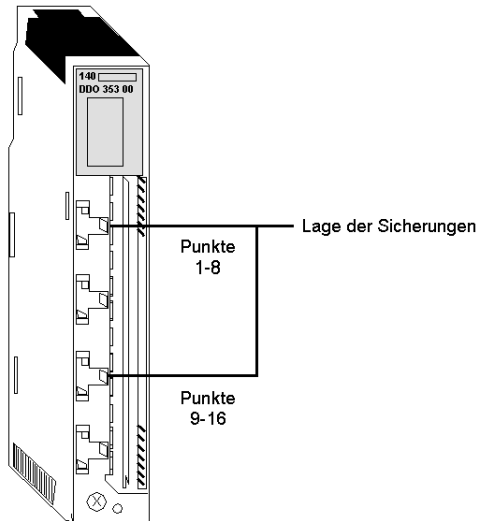 140
DDO 353 00
Lage der Sicherungen
Punkte
1-8
Punkte
9-16